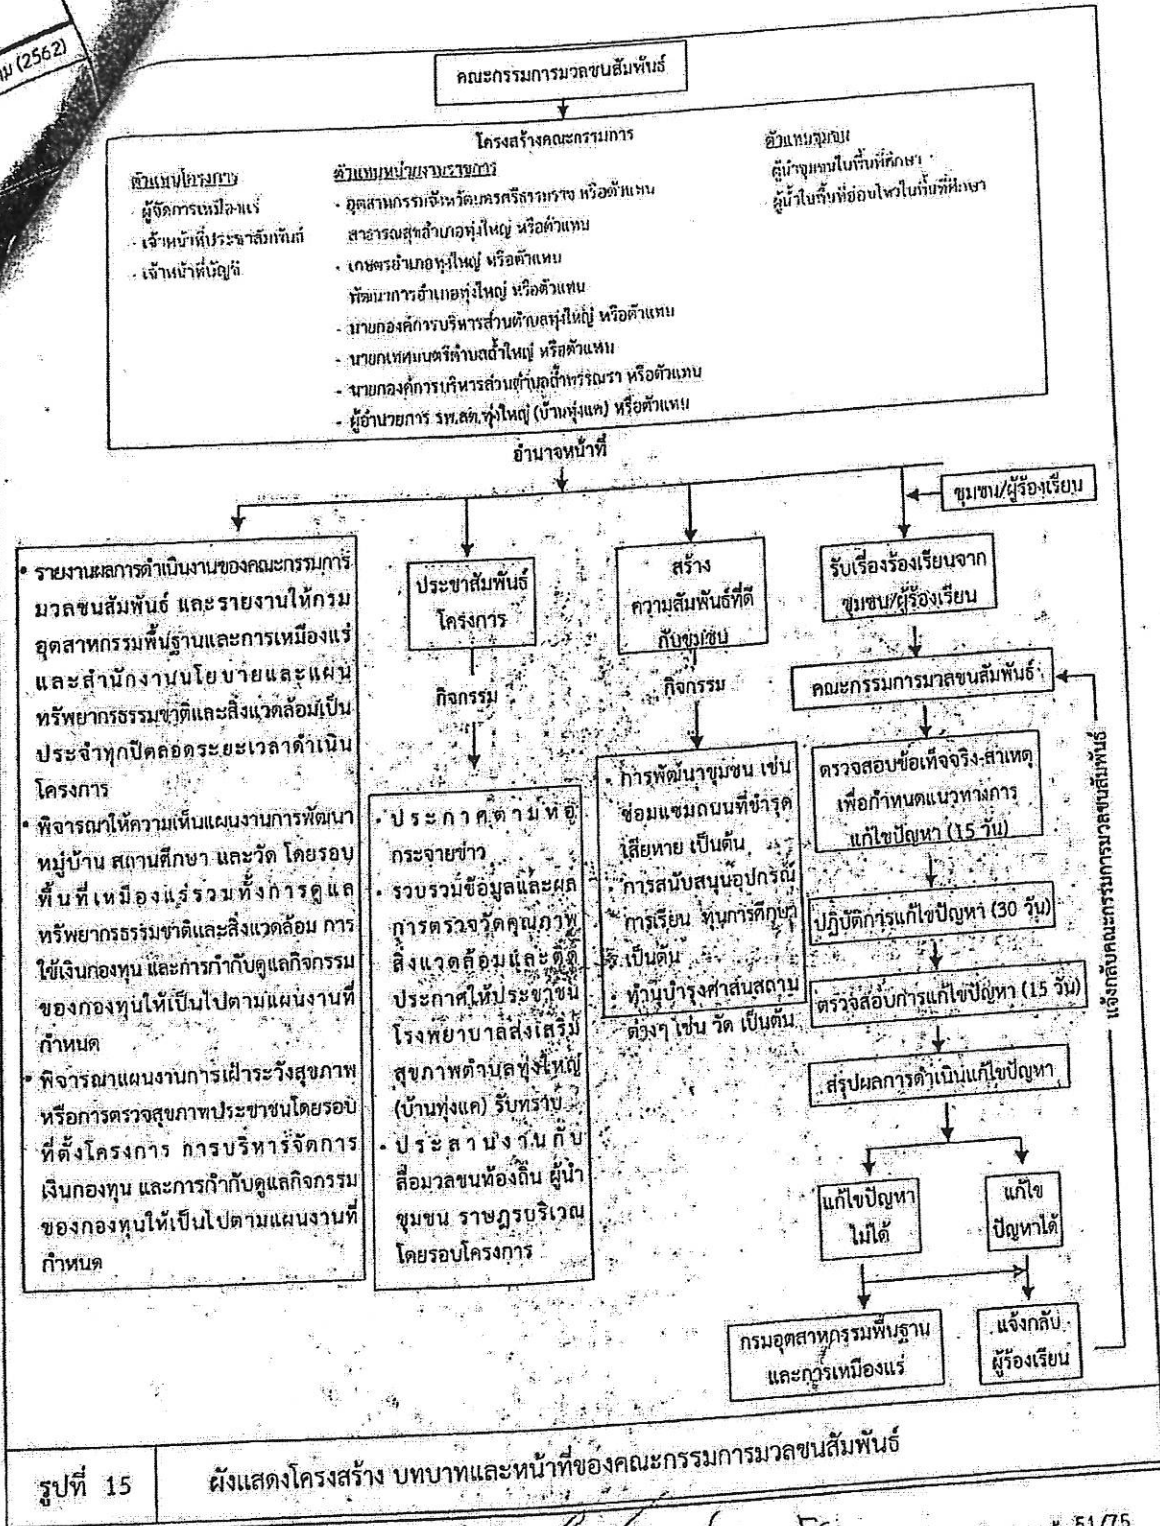 (2562)
คณะกรรมการมวลชนสัมพันธ์
โครงสร้างคณะกรรมการ
ตัวแทนโครงการ
- ผู้จัดการเหมืองแร่
- เจ้าหน้าที่ประชาสัมพันธ์
- เจ้าหน้าที่บัญชี
ตัวแทนหน่วยงานราชการ
- อุตสาหกรรมจังหวัดนครศรีธรรมราช หรือตัวแทน
สาธารณสุขอำเภอทุ่งใหญ่ หรือตัวแทน
- เกษตรอำเภอทุ่งใหญ่ หรือตัวแทน
พัฒนาการอำเภอทุ่งใหญ่ หรือตัวแทน
- นายกองค์การบริหารส่วนตำบลทุ่งใหญ่ หรือตัวแทน
- นายกเทศมนตรีตำบลถ้ำใหญ่ หรือตัวแทน
- นายกองค์การบริหารส่วนตำบลถ้ำพรรณรา หรือตัวแทน
- ผู้อำนวยการ รพ.สต.ทุ่งใหญ่ (บ้านทุ่งแค) หรือตัวแทน
ตัวแทนชุมชน
ผู้นำชุมชนในพื้นที่ศึกษา
ผู้นำในพื้นที่อ่อนไหวในพื้นที่ศึกษา
อำนาจหน้าที่
ชุมชน/ผู้ร้องเรียน
• รายงานผลการดำเนินงานของคณะกรรมการ
มวลชนสัมพันธ์ และรายงานให้กรม
อุตสาหกรรมพื้นฐานและการเหมืองแร่
และสำนักงานนโยบายและแผน
ทรัพยากรธรรมชาติและสิ่งแวดล้อมเป็น
ประจำทุกปีตลอดระยะเวลาดำเนิน
โครงการ
• พิจารณาให้ความเห็นแผนงานการพัฒนา
หมู่บ้าน สถานศึกษา และวัด โดยรอบ
พื้นที่เหมืองแร่รวมทั้งการดูแล
ทรัพยากรธรรมชาติและสิ่งแวดล้อม การ
ใช้เงินกองทุน และการกำกับดูแลกิจกรรม
ของกองทุนให้เป็นไปตามแผนงานที่
กำหนด
• พิจารณาแผนงานการเฝ้าระวังสุขภาพ
หรือการตรวจสุขภาพประชาชนโดยรอบ
ที่ตั้งโครงการ การบริหารจัดการ
เงินกองทุน และการกำกับดูแลกิจกรรม
ของกองทุนให้เป็นไปตามแผนงานที่
กำหนด
ประชาสัมพันธ์
โครงการ
กิจกรรม
• ประกาศตามหอ
กระจายข่าว
• รวบรวมข้อมูลและผล
การตรวจวัดคุณภาพ
สิ่งแวดล้อมและติด
ประกาศให้ประชาชน
โรงพยาบาลส่งเสริม
สุขภาพตำบลทุ่งใหญ่
(บ้านทุ่งแค) รับทราบ
• ประสานงานกับ
สื่อมวลชนท้องถิ่น ผู้นำ
ชุมชน ราษฎรบริเวณ
โดยรอบโครงการ
สร้าง
ความสัมพันธ์ที่ดี
กับชุมชน
กิจกรรม
• การพัฒนาชุมชน เช่น
ซ่อมแซมถนนที่ชำรุด
เสียหาย เป็นต้น
• การสนับสนุนอุปกรณ์
การเรียน ทุนการศึกษา
เป็นต้น
• ทำนุบำรุงศาสนสถาน
ต่างๆ เช่น วัด เป็นต้น
รับเรื่องร้องเรียนจาก
ชุมชน/ผู้ร้องเรียน
คณะกรรมการมวลชนสัมพันธ์
ตรวจสอบข้อเท็จจริง-สาเหตุ
เพื่อกำหนดแนวทางการ
แก้ไขปัญหา (15 วัน)
ปฏิบัติการแก้ไขปัญหา (30 วัน)
ตรวจสอบการแก้ไขปัญหา (15 วัน)
สรุปผลการดำเนินแก้ไขปัญหา
แก้ไขปัญหา
ไม่ได้
แก้ไข
ปัญหาได้
กรมอุตสาหกรรมพื้นฐาน
และการเหมืองแร่
แจ้งกลับ
ผู้ร้องเรียน
แจ้งกลับคณะกรรมการมวลชนสัมพันธ์
รูปที่ 15
ผังแสดงโครงสร้าง บทบาทและหน้าที่ของคณะกรรมการมวลชนสัมพันธ์
51/75